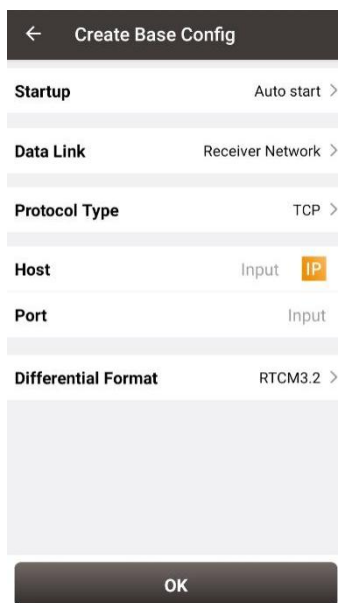 Create Base Config
Startup Auto start
Data Link Receiver Network
Protocol Type TCP
Host Input IP
Port Input
Differential Format RTCM3.2
OK